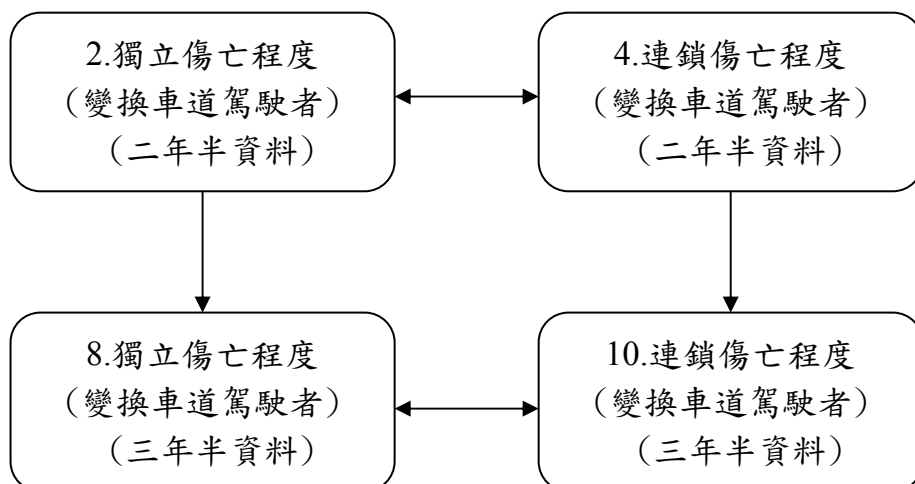 2.獨立傷亡程度
（變換車道駕駛者）
（二年半資料）
4.連鎖傷亡程度
（變換車道駕駛者）
（二年半資料）
8.獨立傷亡程度
（變換車道駕駛者）
（三年半資料）
10.連鎖傷亡程度
（變換車道駕駛者）
（三年半資料）